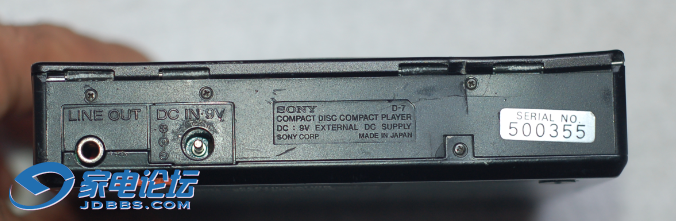 LINE OUT
DC IN 9V
SONY D-7
COMPACT DISC COMPACT PLAYER
DC : 9V EXTERNAL DC SUPPLY
SONY CORP. MADE IN JAPAN
SERIAL NO.
500355
家电论坛
JDBBS.COM